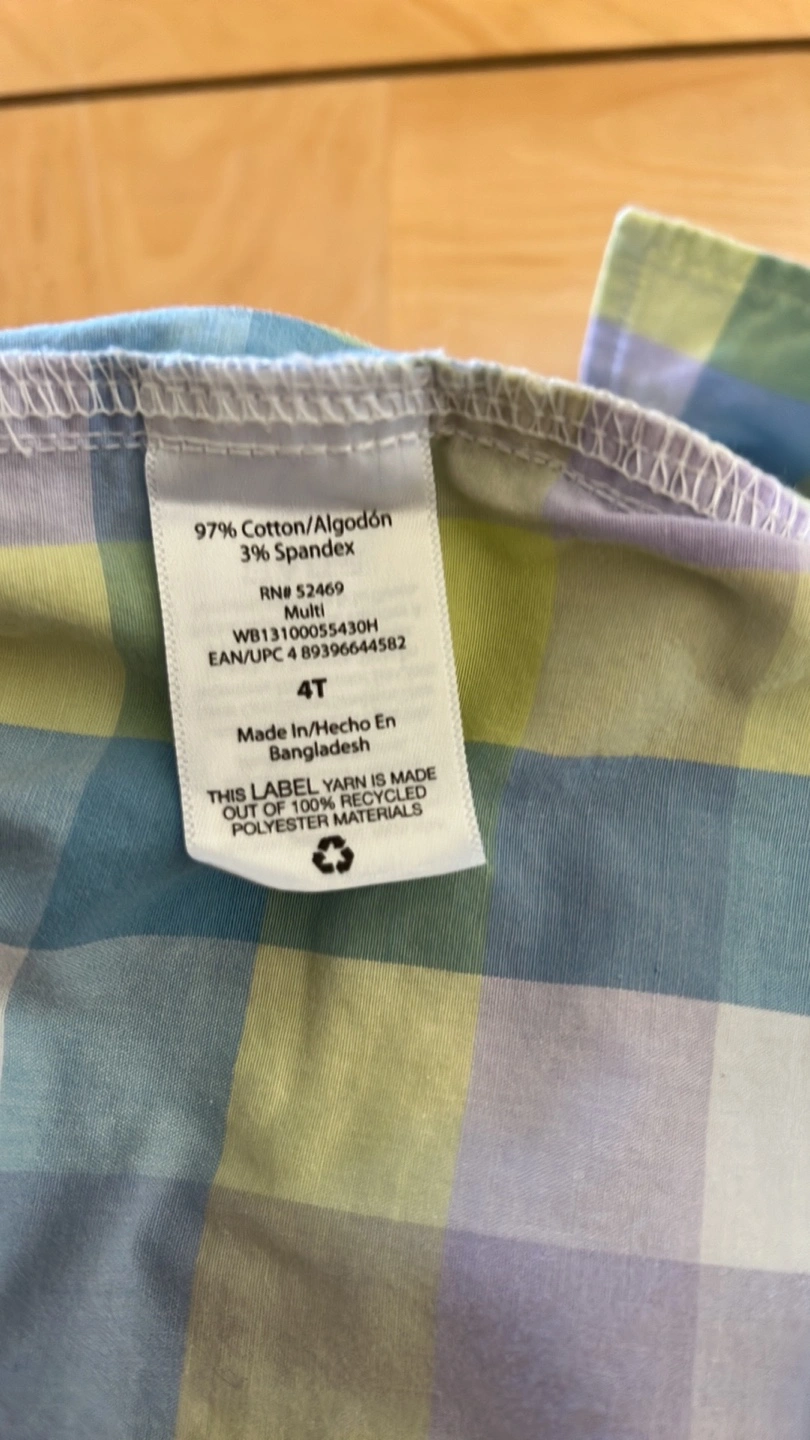 97% Cotton/Algodón
3% Spandex
RN# 52469
Multi
WB13100055430H
EAN/UPC 4 89396644582
4T
Made In/Hecho En
Bangladesh
THIS LABEL YARN IS MADE
OUT OF 100% RECYCLED
POLYESTER MATERIALS